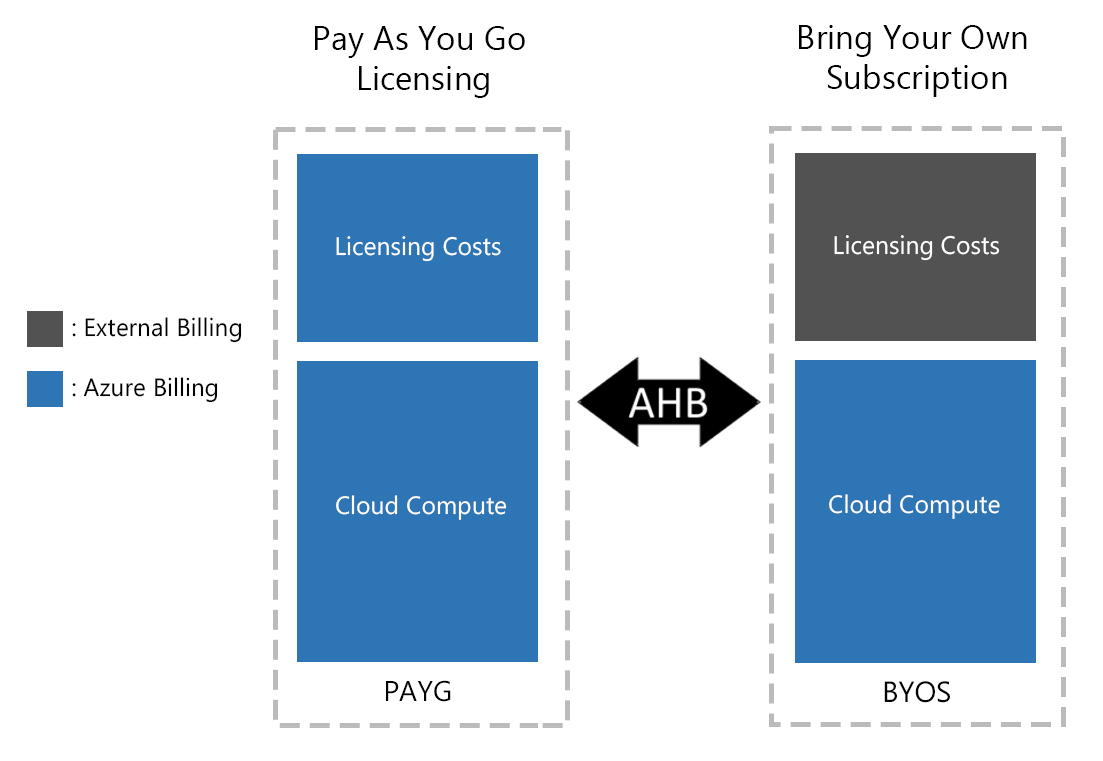 Pay As You Go
Licensing
Bring Your Own
Subscription
Licensing Costs
Licensing Costs
: External Billing
: Azure Billing
AHB
Cloud Compute
Cloud Compute
PAYG
BYOS